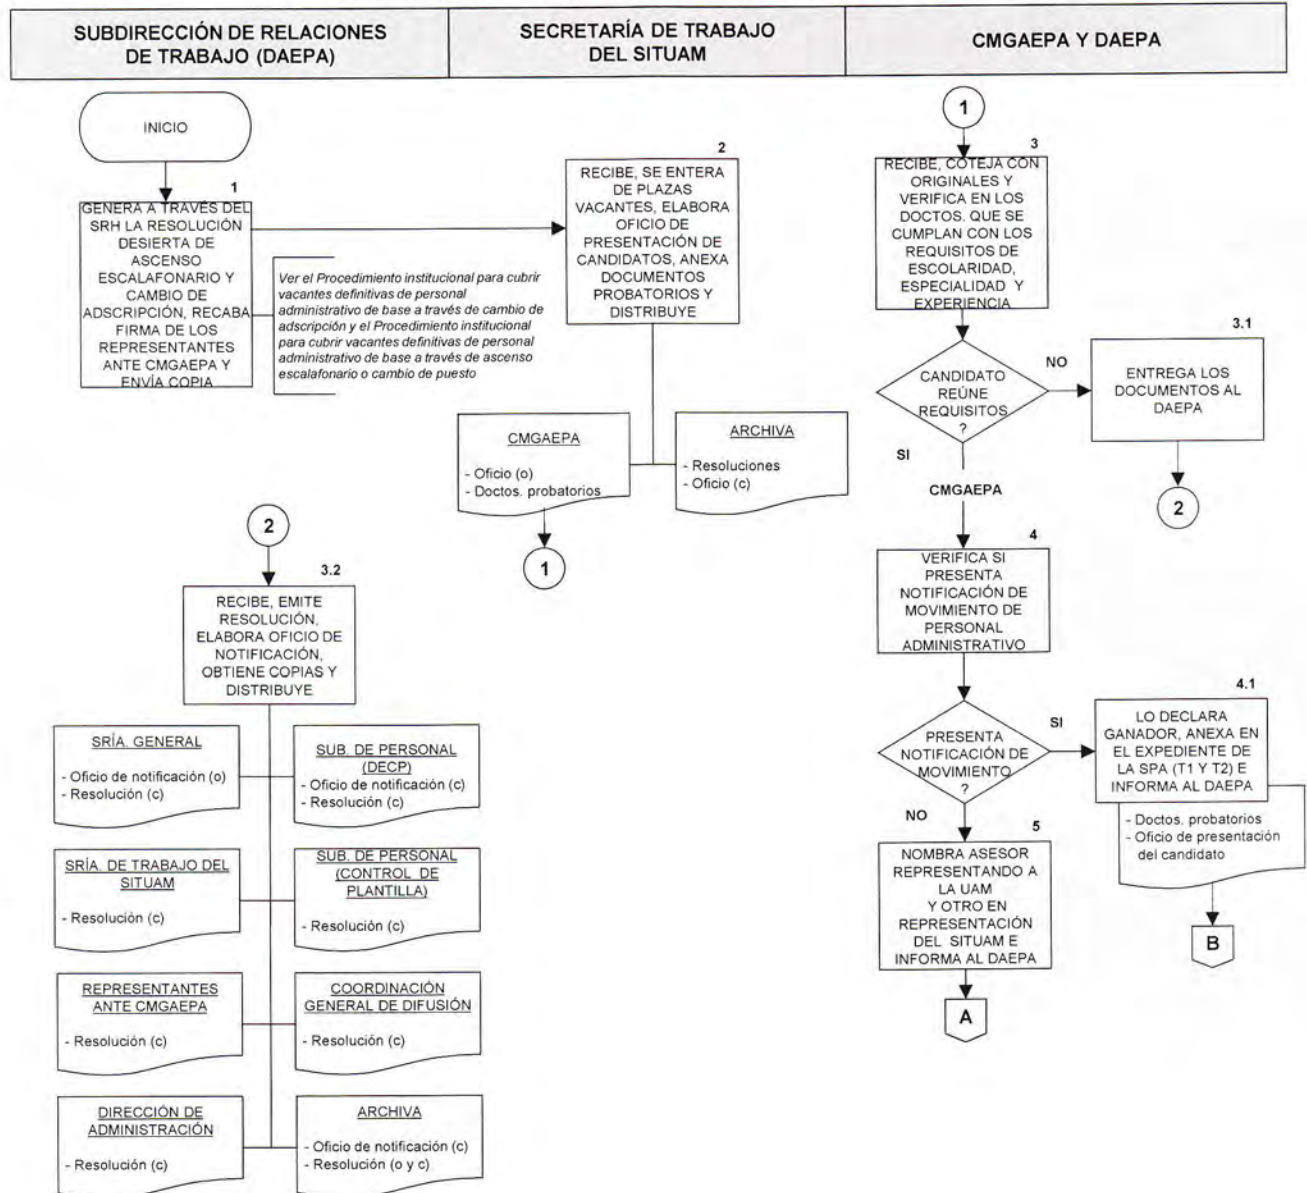 SUBDIRECCIÓN DE RELACIONES
DE TRABAJO (DAEPA)
SECRETARÍA DE TRABAJO
DEL SITUAM
CMGAEPA Y DAEPA
INICIO
1
GENERA A TRAVÉS DEL
SRH LA RESOLUCIÓN
DESIERTA DE
ASCENSO
ESCALAFONARIO Y
CAMBIO DE
ADSCRIPCIÓN, RECABA
FIRMA DE LOS
REPRESENTANTES
ANTE CMGAEPA Y
ENVÍA COPIA
Ver el Procedimiento institucional para cubrir
vacantes definitivas de personal
administrativo de base a través de cambio de
adscripción y el Procedimiento institucional
para cubrir vacantes definitivas de personal
administrativo de base a través de ascenso
escalafonario o cambio de puesto
2
RECIBE, SE ENTERA
DE PLAZAS
VACANTES, ELABORA
OFICIO DE
PRESENTACIÓN DE
CANDIDATOS, ANEXA
DOCUMENTOS
PROBATORIOS Y
DISTRIBUYE
CMGAEPA
- Oficio (o)
- Doctos. probatorios
ARCHIVA
- Resoluciones
- Oficio (c)
1
1
3
RECIBE, COTEJA CON
ORIGINALES Y
VERIFICA EN LOS
DOCTOS. QUE SE
CUMPLAN CON LOS
REQUISITOS DE
ESCOLARIDAD,
ESPECIALIDAD Y
EXPERIENCIA
CANDIDATO
REÚNE
REQUISITOS
?
NO
3.1
ENTREGA LOS
DOCUMENTOS AL
DAEPA
2
SI
CMGAEPA
4
VERIFICA SI
PRESENTA
NOTIFICACIÓN DE
MOVIMIENTO DE
PERSONAL
ADMINISTRATIVO
PRESENTA
NOTIFICACIÓN DE
MOVIMIENTO
?
SI
4.1
LO DECLARA
GANADOR, ANEXA EN
EL EXPEDIENTE DE
LA SPA (T1 Y T2) E
INFORMA AL DAEPA
- Doctos. probatorios
- Oficio de presentación
del candidato
B
NO
5
NOMBRA ASESOR
REPRESENTANDO A
LA UAM
Y OTRO EN
REPRESENTACIÓN
DEL SITUAM E
INFORMA AL DAEPA
A
2
3.2
RECIBE, EMITE
RESOLUCIÓN,
ELABORA OFICIO DE
NOTIFICACIÓN,
OBTIENE COPIAS Y
DISTRIBUYE
SRÍA. GENERAL
- Oficio de notificación (o)
- Resolución (c)
SUB. DE PERSONAL
(DECP)
- Oficio de notificación (c)
- Resolución (c)
SRÍA. DE TRABAJO DEL
SITUAM
- Resolución (c)
SUB. DE PERSONAL
(CONTROL DE
PLANTILLA)
- Resolución (c)
REPRESENTANTES
ANTE CMGAEPA
- Resolución (c)
COORDINACIÓN
GENERAL DE DIFUSIÓN
- Resolución (c)
DIRECCIÓN DE
ADMINISTRACIÓN
- Resolución (c)
ARCHIVA
- Oficio de notificación (c)
- Resolución (o y c)